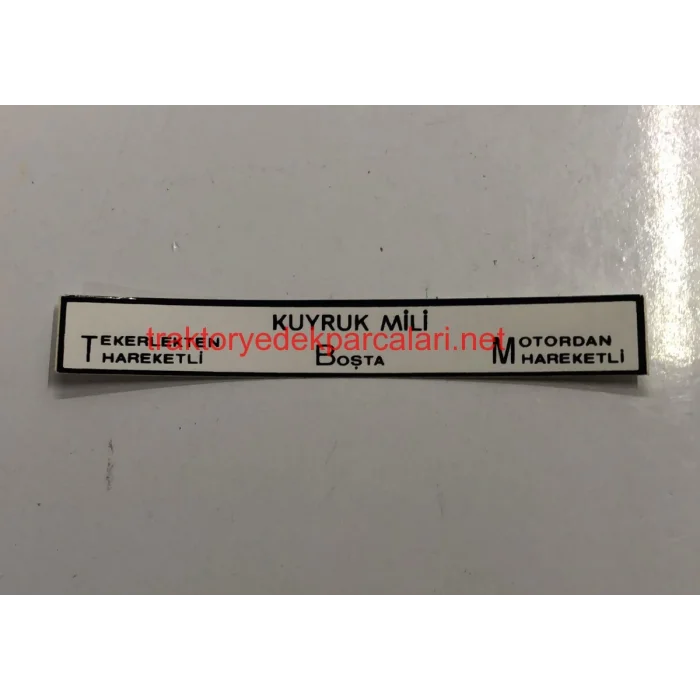 KUYRUK MİLİ
traktoryedekparcalari.net
TEKERLEKTEN
HAREKETLİ
BOŞTA
MOTORDAN
HAREKETLİ